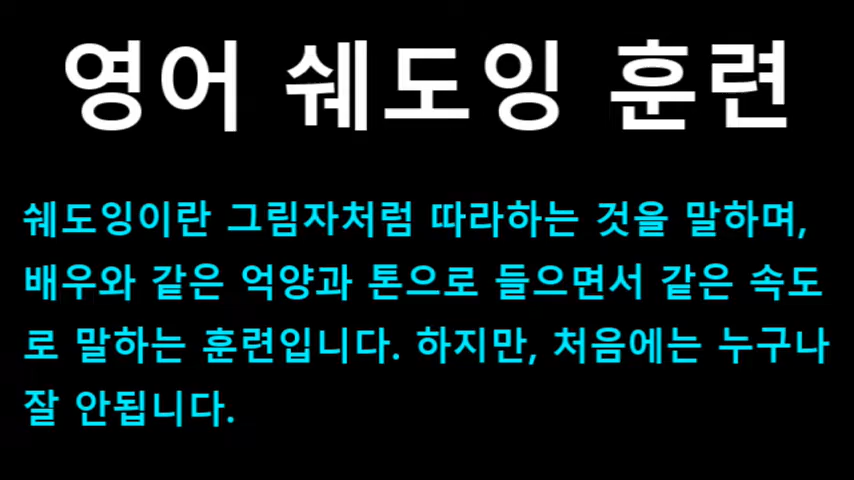 영어 쉐도잉 훈련
쉐도잉이란 그림자처럼 따라하는 것을 말하며,
배우와 같은 억양과 톤으로 들으면서 같은 속도
로 말하는 훈련입니다. 하지만, 처음에는 누구나
잘 안됩니다.